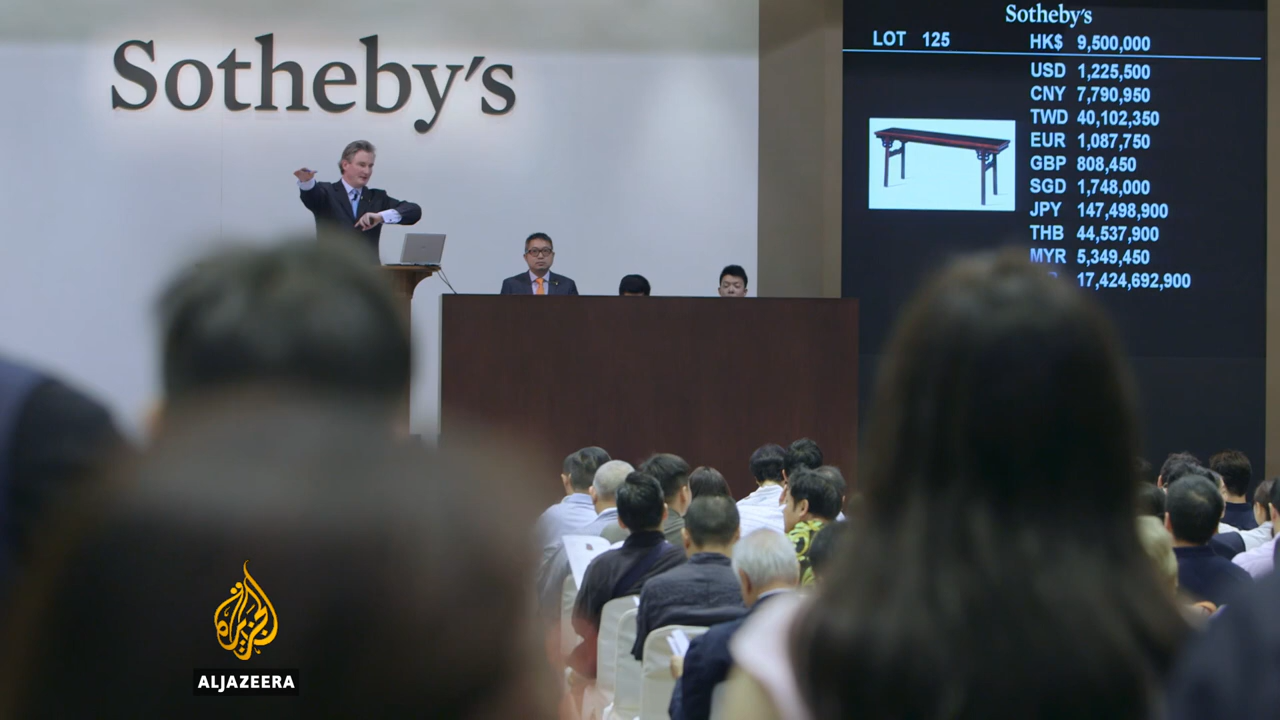 Sotheby's
Sotheby's
LOT 125 HK$ 9,500,000
USD 1,225,500
CNY 7,790,950
TWD 40,102,350
EUR 1,087,750
GBP 808,450
SGD 1,748,000
JPY 147,498,900
THB 44,537,900
MYR 5,349,450
17,424,692,900
الجزيرة
ALJAZEERA